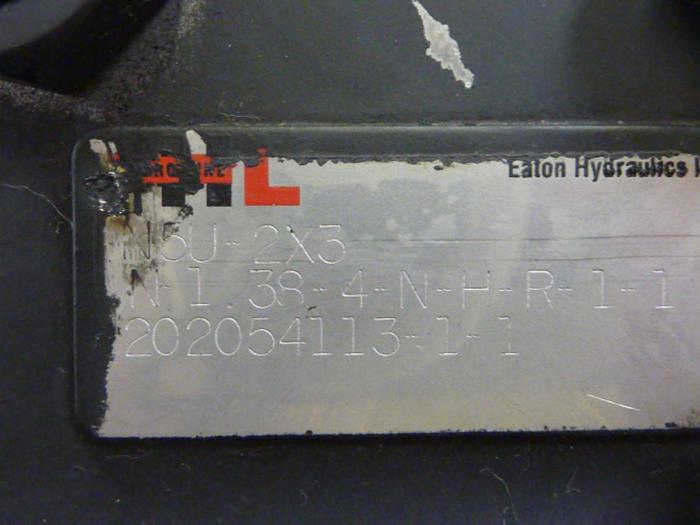 Eaton Hydraulics
N5U-2X3
N-1.38-4-N-H-R-1-1
202054113-1-1